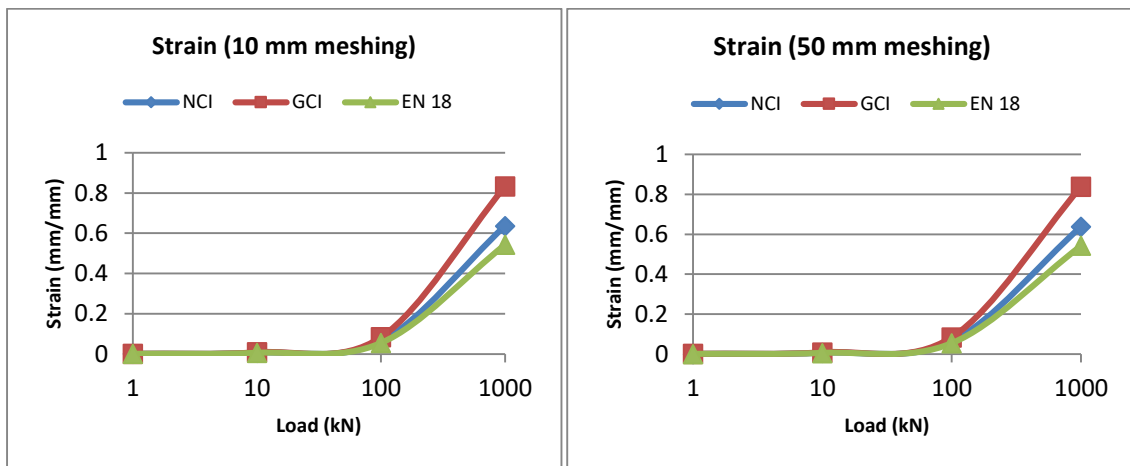 Strain (10 mm meshing)
NCI GCI EN 18
1
0.8
0.6
0.4
0.2
0
Strain (mm/mm)
1 10 100 1000
Load (kN)
Strain (50 mm meshing)
NCI GCI EN 18
1
0.8
0.6
0.4
0.2
0
Strain (mm/mm)
1 10 100 1000
Load (kN)